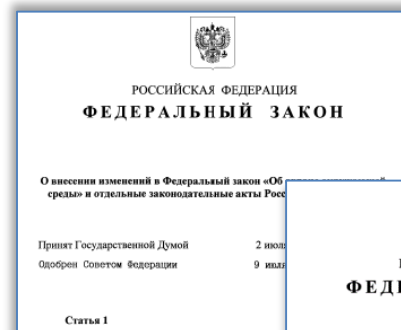 РОССИЙСКАЯ ФЕДЕРАЦИЯ
ФЕДЕРАЛЬНЫЙ ЗАКОН
О внесении изменений в Федеральный закон «Об
среды» и отдельные законодательные акты Росс
Принят Государственной Думой 2 июл
Одобрен Советом Федерации 9 июл
ФЕД
Статья 1